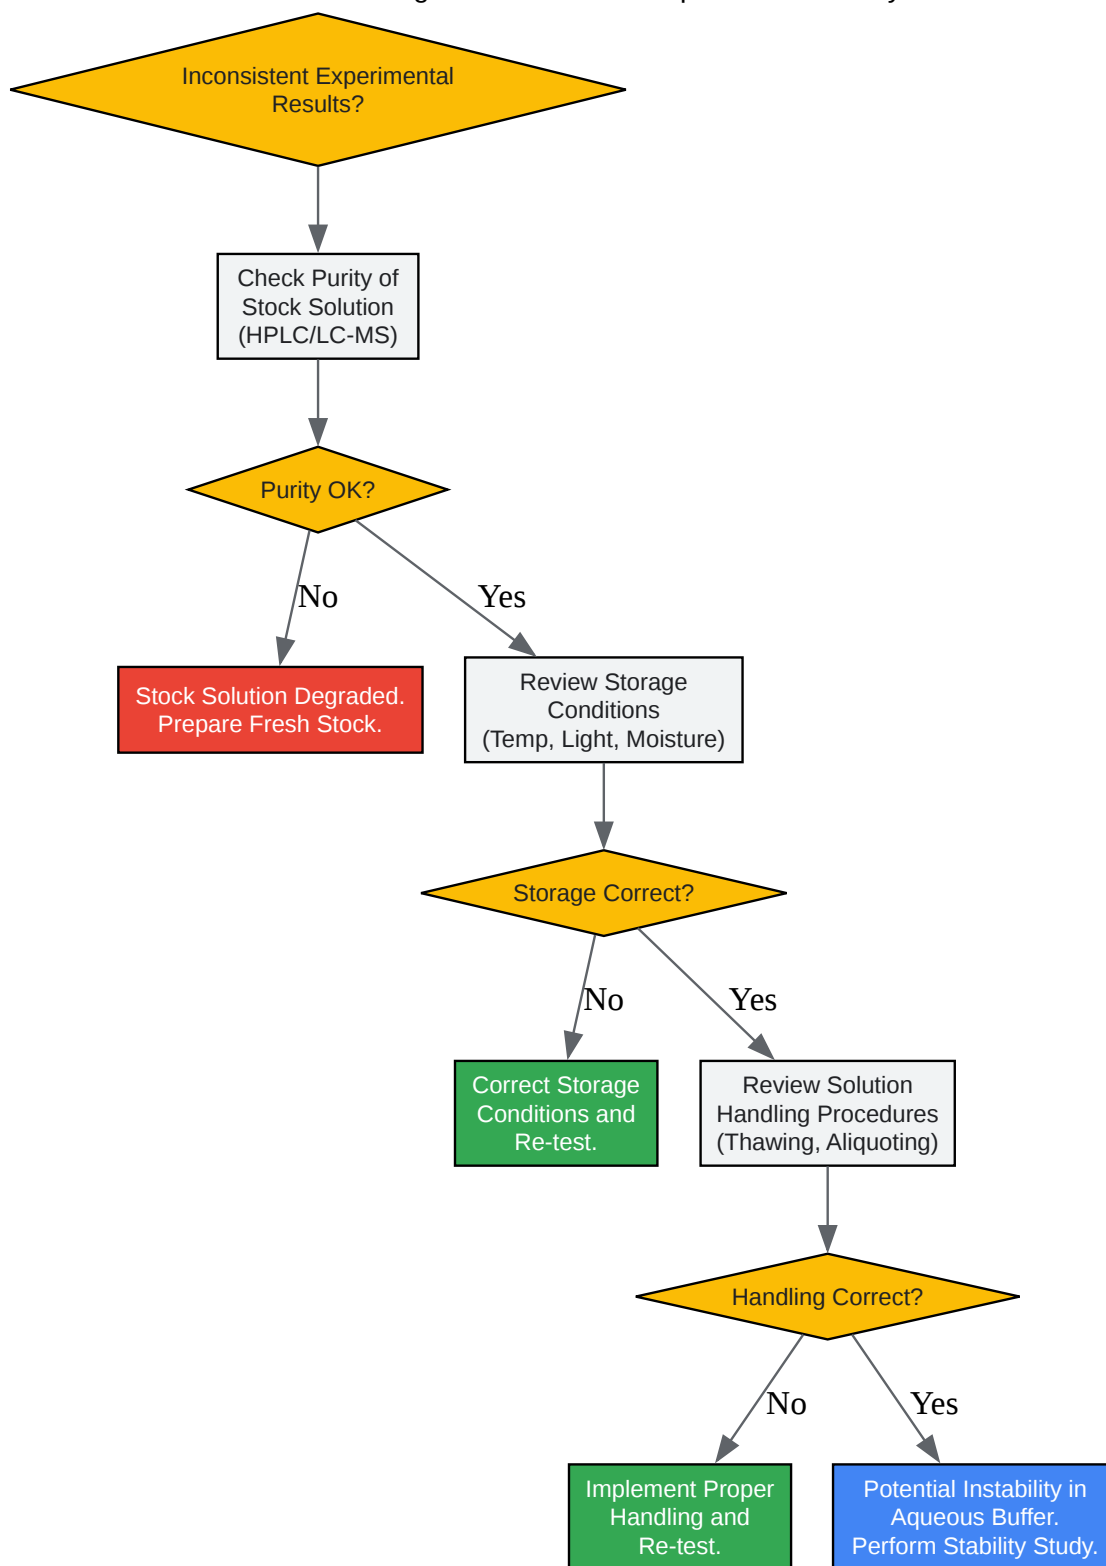 Inconsistent Experimental
Results?
Check Purity of
Stock Solution
(HPLC/LC-MS)
Purity OK?
No
Yes
Stock Solution Degraded.
Prepare Fresh Stock.
Review Storage
Conditions
(Temp, Light, Moisture)
Storage Correct?
No
Yes
Correct Storage
Conditions and
Re-test.
Review Solution
Handling Procedures
(Thawing, Aliquoting)
Handling Correct?
No
Yes
Implement Proper
Handling and
Re-test.
Potential Instability in
Aqueous Buffer.
Perform Stability Study.